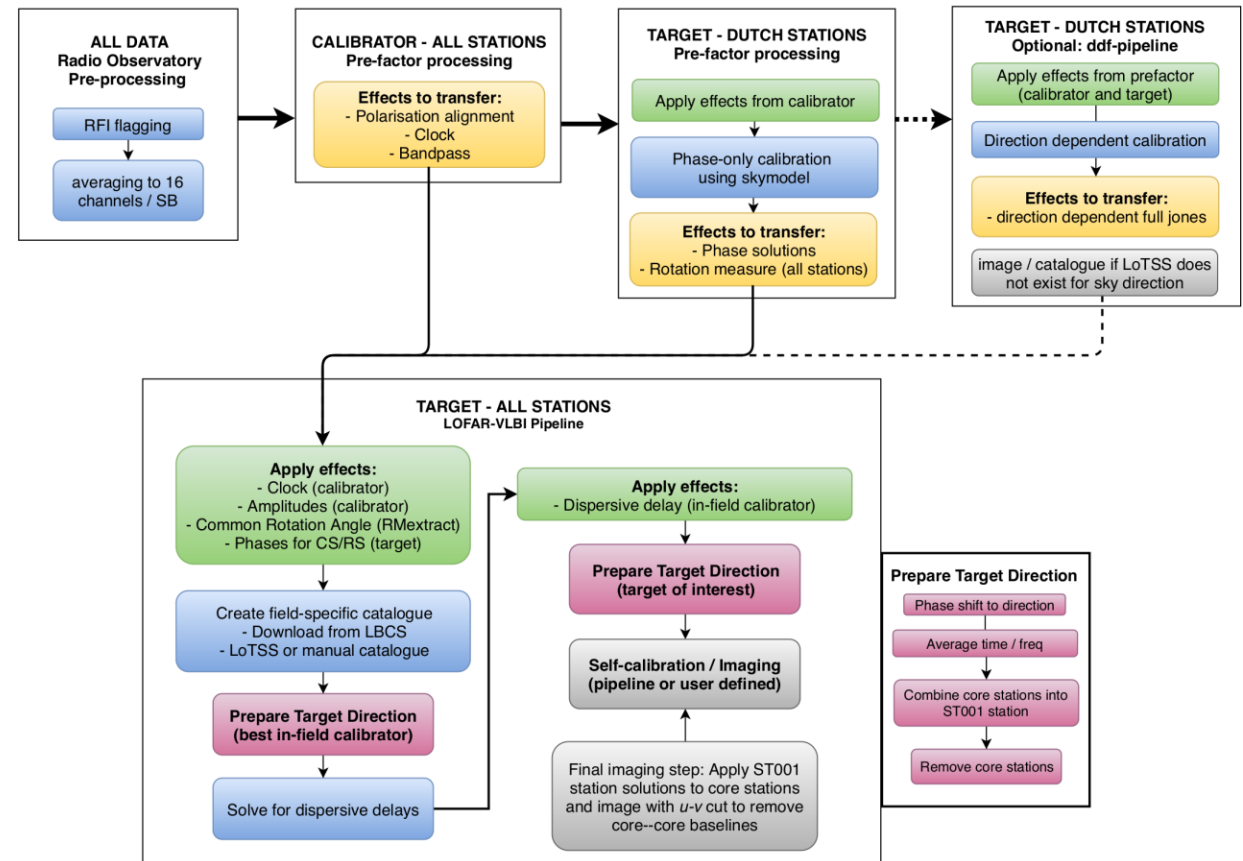 ALL DATA
Radio Observatory
Pre-processing
RFI flagging
averaging to 16
channels / SB
CALIBRATOR - ALL STATIONS
Pre-factor processing
Effects to transfer:
- Polarisation alignment
- Clock
- Bandpass
TARGET - DUTCH STATIONS
Pre-factor processing
Apply effects from calibrator
Phase-only calibration
using skymodel
Effects to transfer:
- Phase solutions
- Rotation measure (all stations)
TARGET - DUTCH STATIONS
Optional: ddf-pipeline
Apply effects from prefactor
(calibrator and target)
Direction dependent calibration
Effects to transfer:
- direction dependent full jones
image / catalogue if LoTSS does
not exist for sky direction
TARGET - ALL STATIONS
LOFAR-VLBI Pipeline
Apply effects:
- Clock (calibrator)
- Amplitudes (calibrator)
- Common Rotation Angle (RMextract)
- Phases for CS/RS (target)
Create field-specific catalogue
- Download from LBCS
- LoTSS or manual catalogue
Prepare Target Direction
(best in-field calibrator)
Solve for dispersive delays
Apply effects:
- Dispersive delay (in-field calibrator)
Prepare Target Direction
(target of interest)
Self-calibration / Imaging
(pipeline or user defined)
Final imaging step: Apply ST001
station solutions to core stations
and image with u-v cut to remove
core--core baselines
Prepare Target Direction
Phase shift to direction
Average time / freq
Combine core stations into
ST001 station
Remove core stations